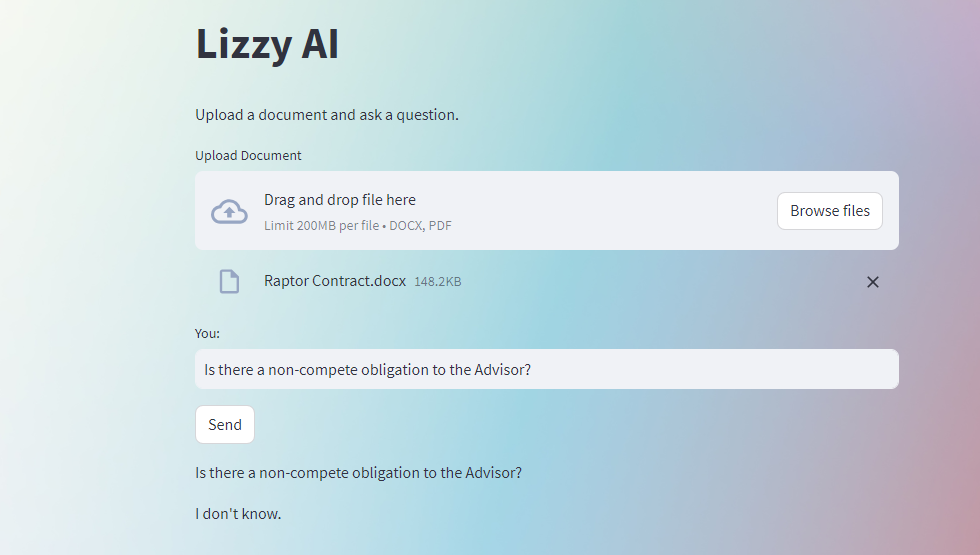 Lizzy AI
Upload a document and ask a question.
Upload Document
Drag and drop file here
Limit 200MB per file • DOCX, PDF
Browse files
Raptor Contract.docx 148.2KB
You:
Is there a non-compete obligation to the Advisor?
Send
Is there a non-compete obligation to the Advisor?
I don't know.